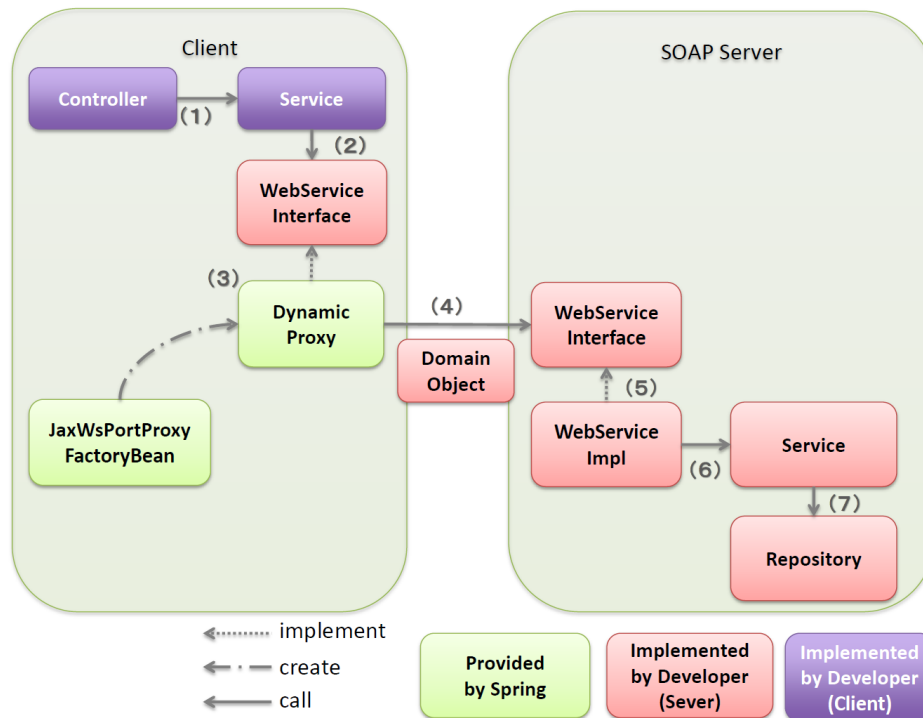 Client
Controller
(1)
Service
(2)
WebService
Interface
(3)
Dynamic
Proxy
JaxWsPortProxy
FactoryBean
(4)
Domain
Object
SOAP Server
WebService
Interface
(5)
WebService
Impl
(6)
Service
(7)
Repository
implement
create
call
Provided
by Spring
Implemented
by Developer
(Sever)
Implemented
by Developer
(Client)